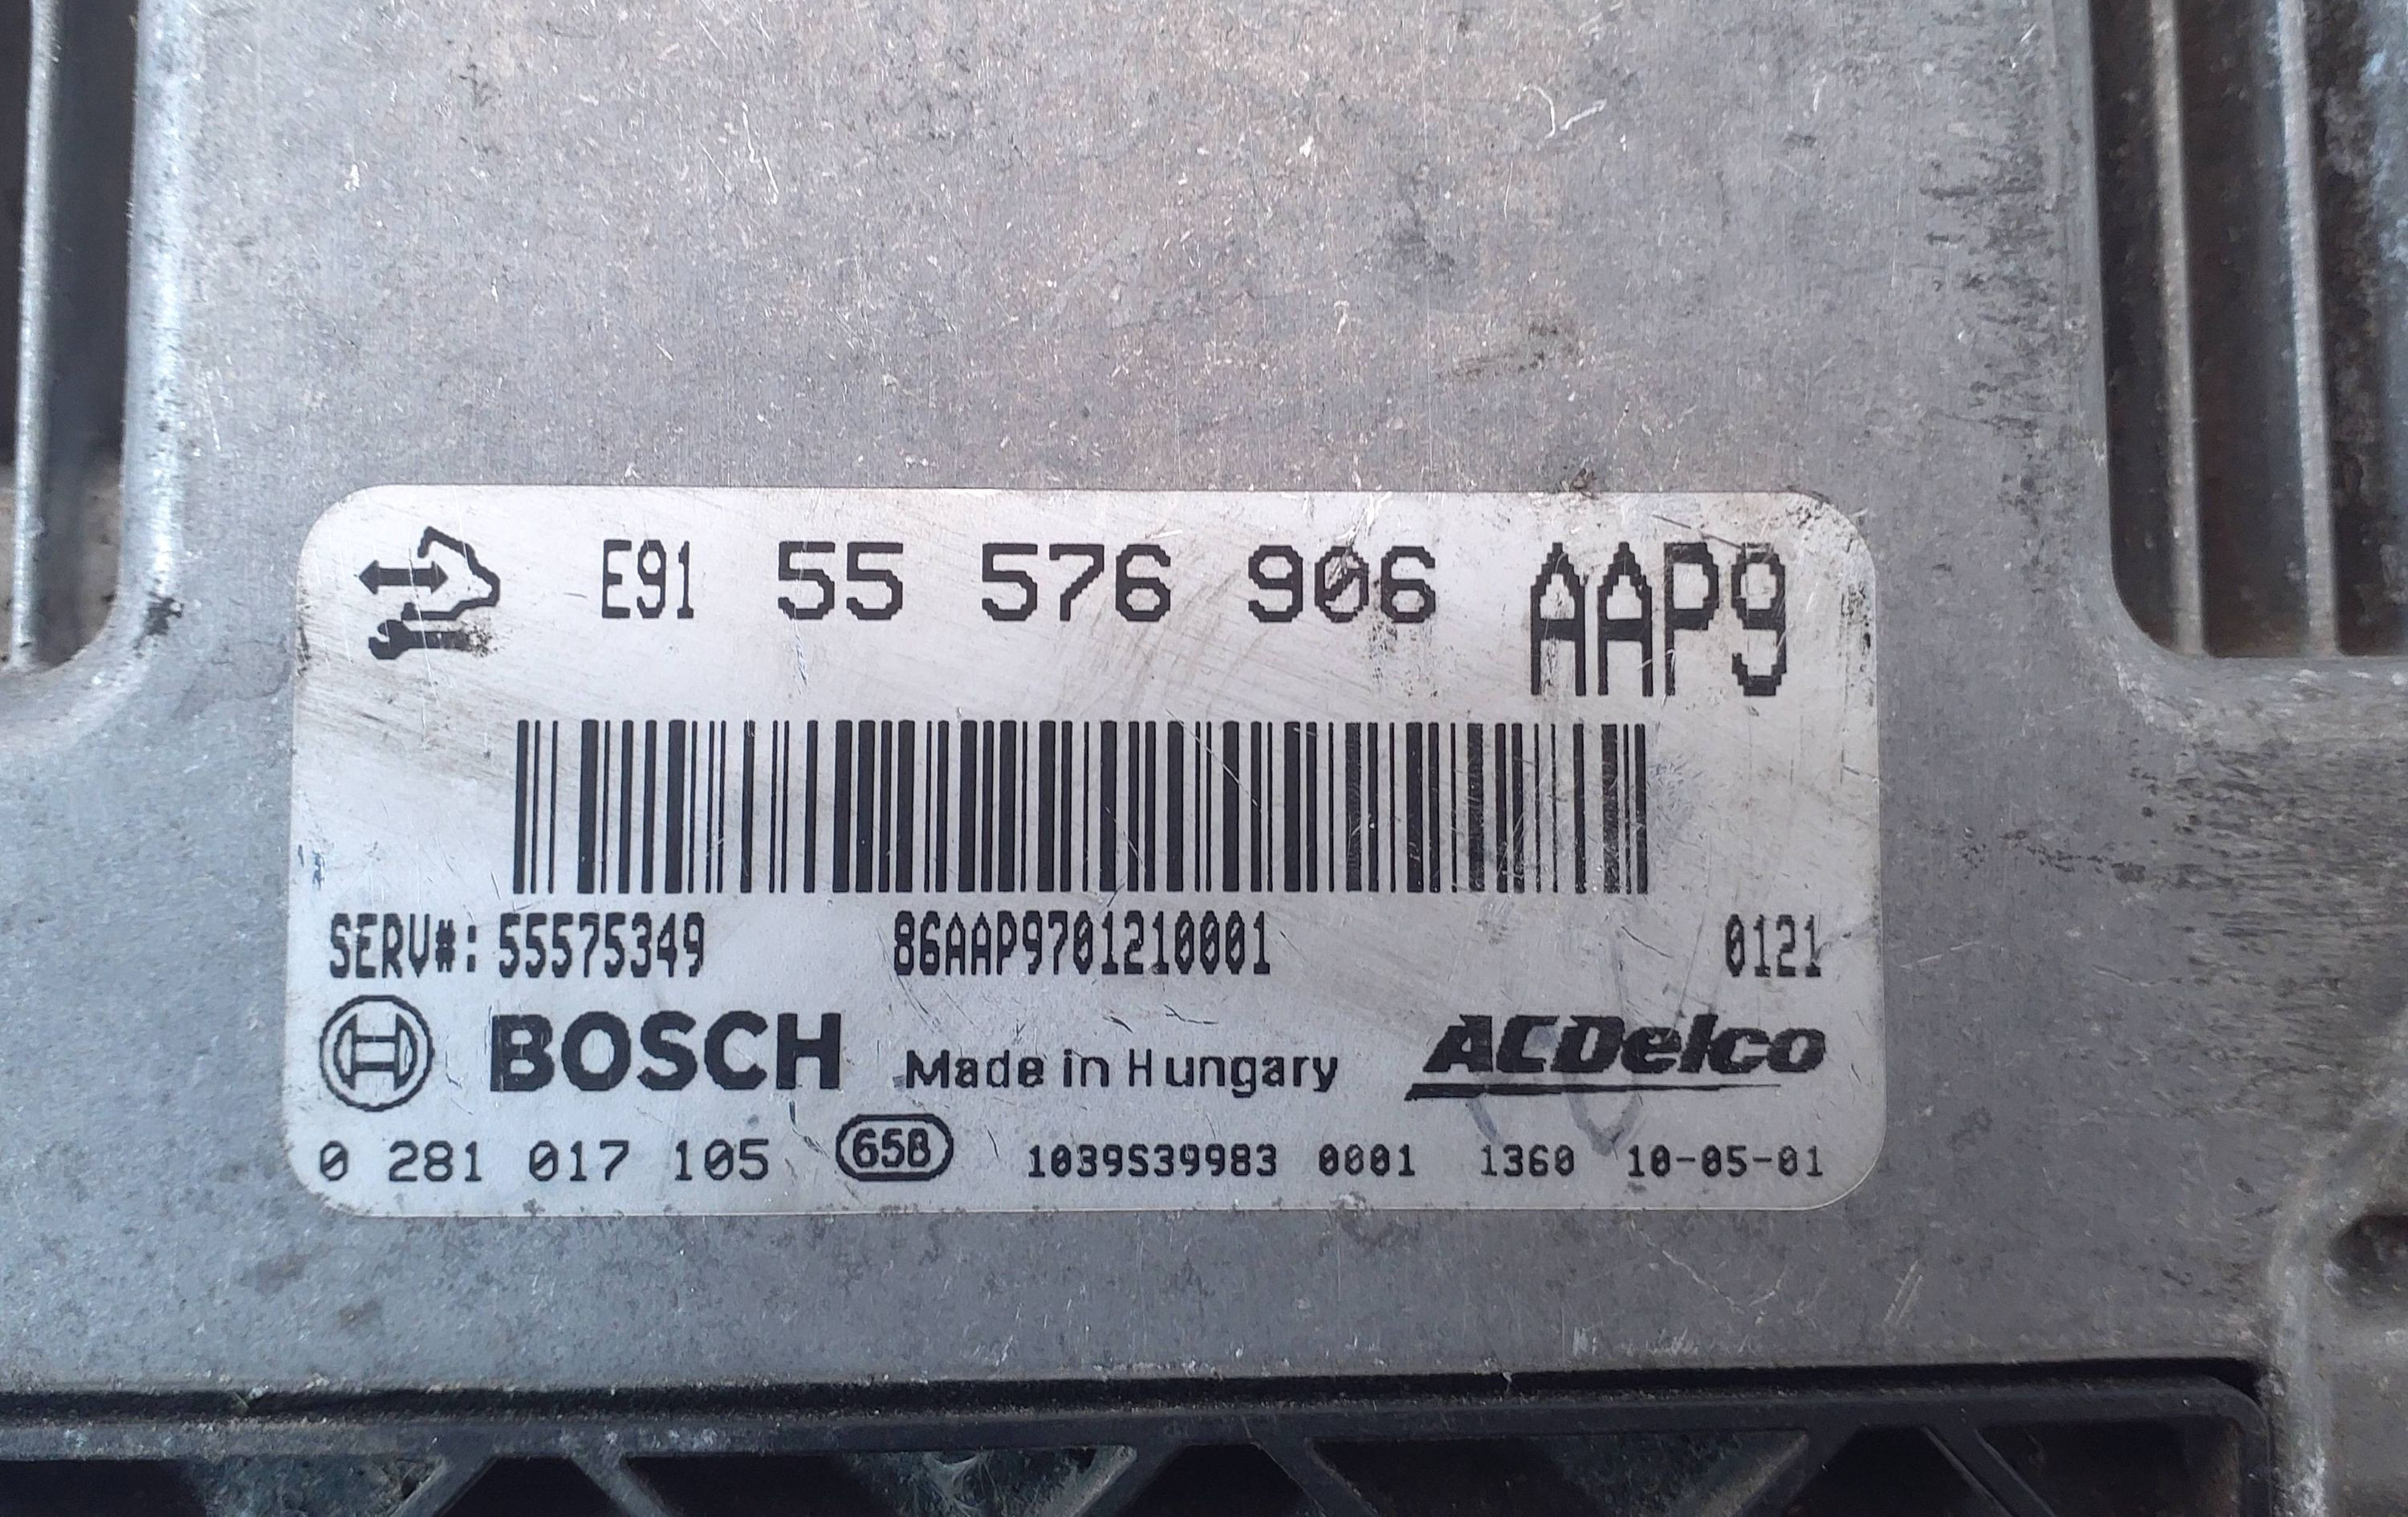 E91 55 576 906 AAP9
SERV#: 55575349 86AAP9701210001 0121
BOSCH Made in Hungary ACDelco
0 281 017 105 65B 1039S39983 0001 1360 10-05-01